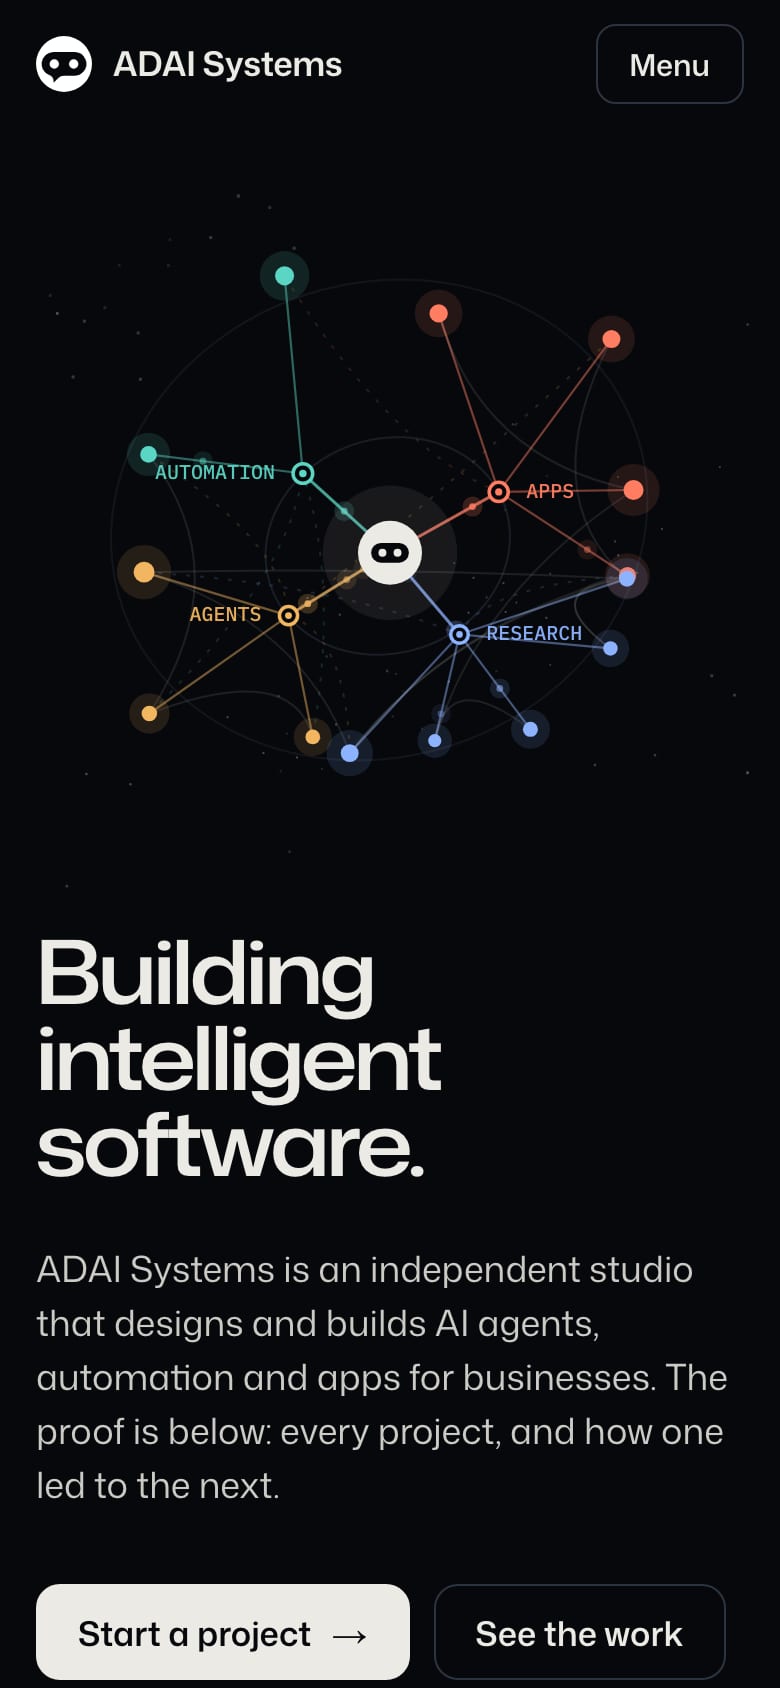 ADAI Systems
Menu
AUTOMATION
APPS
AGENTS
RESEARCH
Building
intelligent
software.
ADAI Systems is an independent studio
that designs and builds AI agents,
automation and apps for businesses. The
proof is below: every project, and how one
led to the next.
Start a project →
See the work